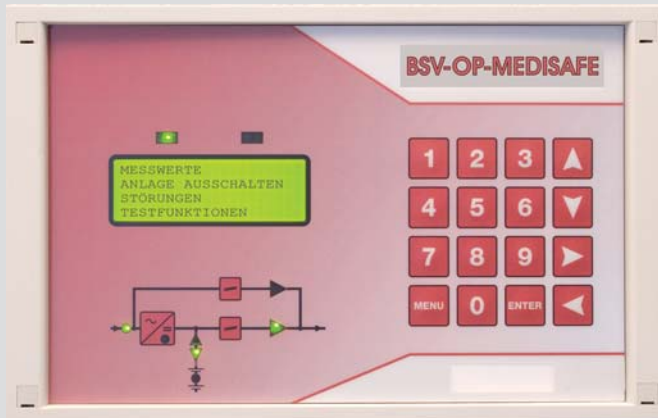 BSV-OP-MEDISAFE
MESSWERTE
ANLAGE AUSSCHALTEN
STÖRUNGEN
TESTFUNKTIONEN
1 2 3
4 5 6
7 8 9
MENU 0 ENTER